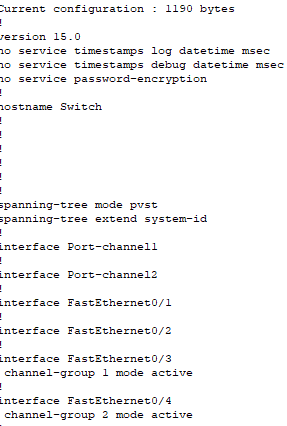 Current configuration : 1190 bytes
!
version 15.0
no service timestamps log datetime msec
no service timestamps debug datetime msec
no service password-encryption
!
hostname Switch
!
!
!
!
!
!
spanning-tree mode pvst
spanning-tree extend system-id
!
interface Port-channel1
!
interface Port-channel2
!
interface FastEthernet0/1
!
interface FastEthernet0/2
!
interface FastEthernet0/3
channel-group 1 mode active
!
interface FastEthernet0/4
channel-group 2 mode active
!